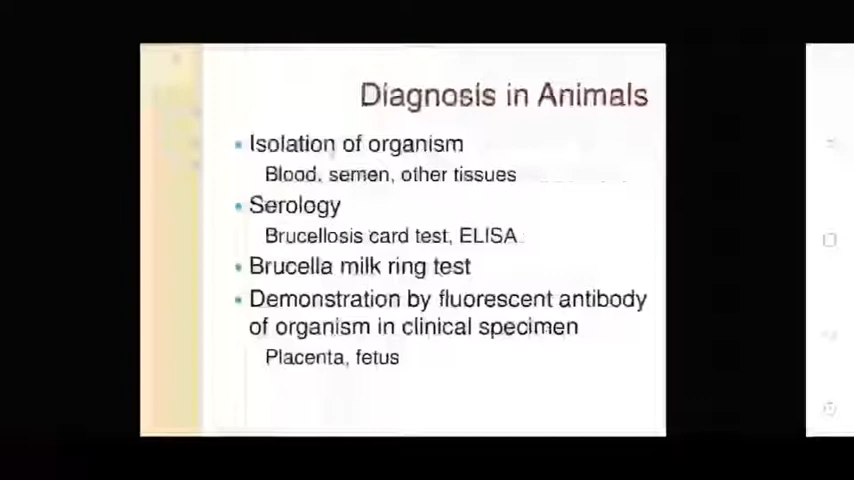 Diagnosis in Animals
Isolation of organism
Blood, semen, other tissues
Serology
Brucellosis card test, ELISA
Brucella milk ring test
Demonstration by fluorescent antibody
of organism in clinical specimen
Placenta, fetus